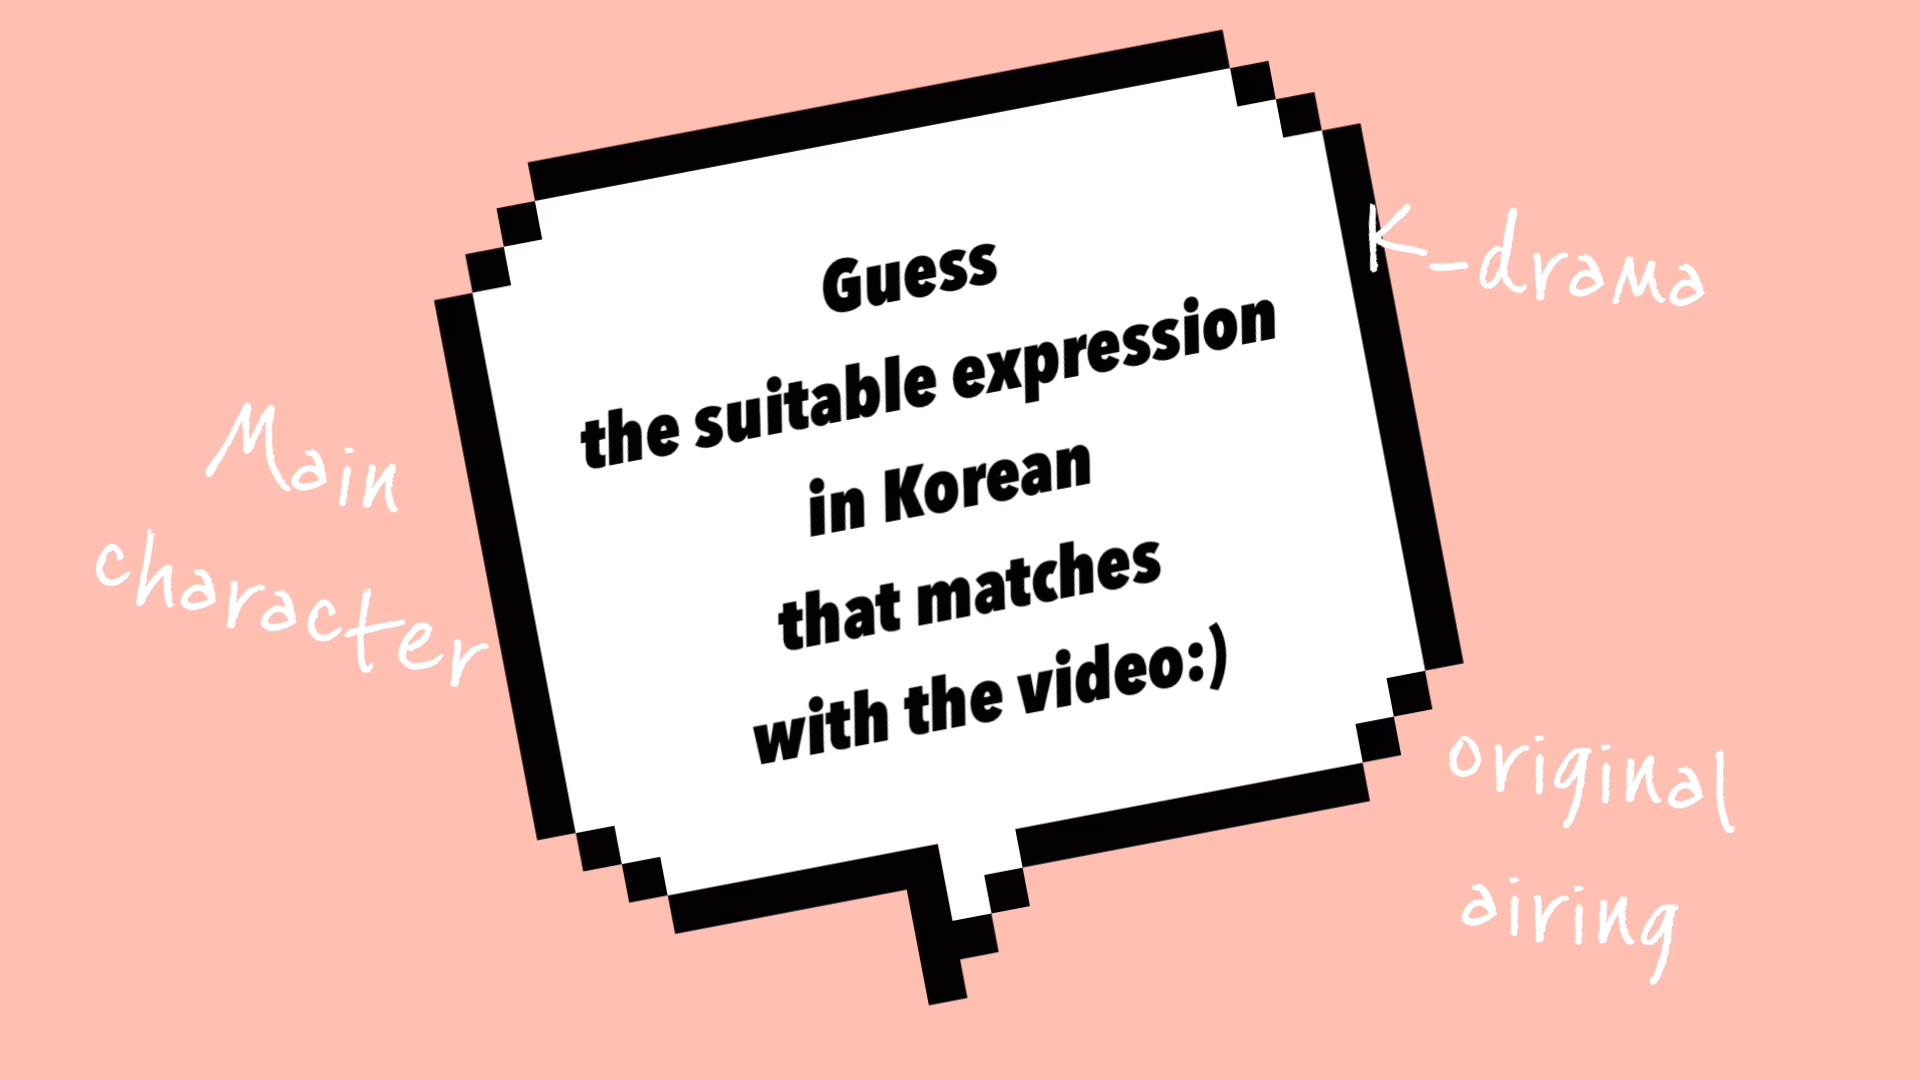 Guess
the suitable expression
in Korean
that matches
with the video:)
K-drama
Main
character
original
airing